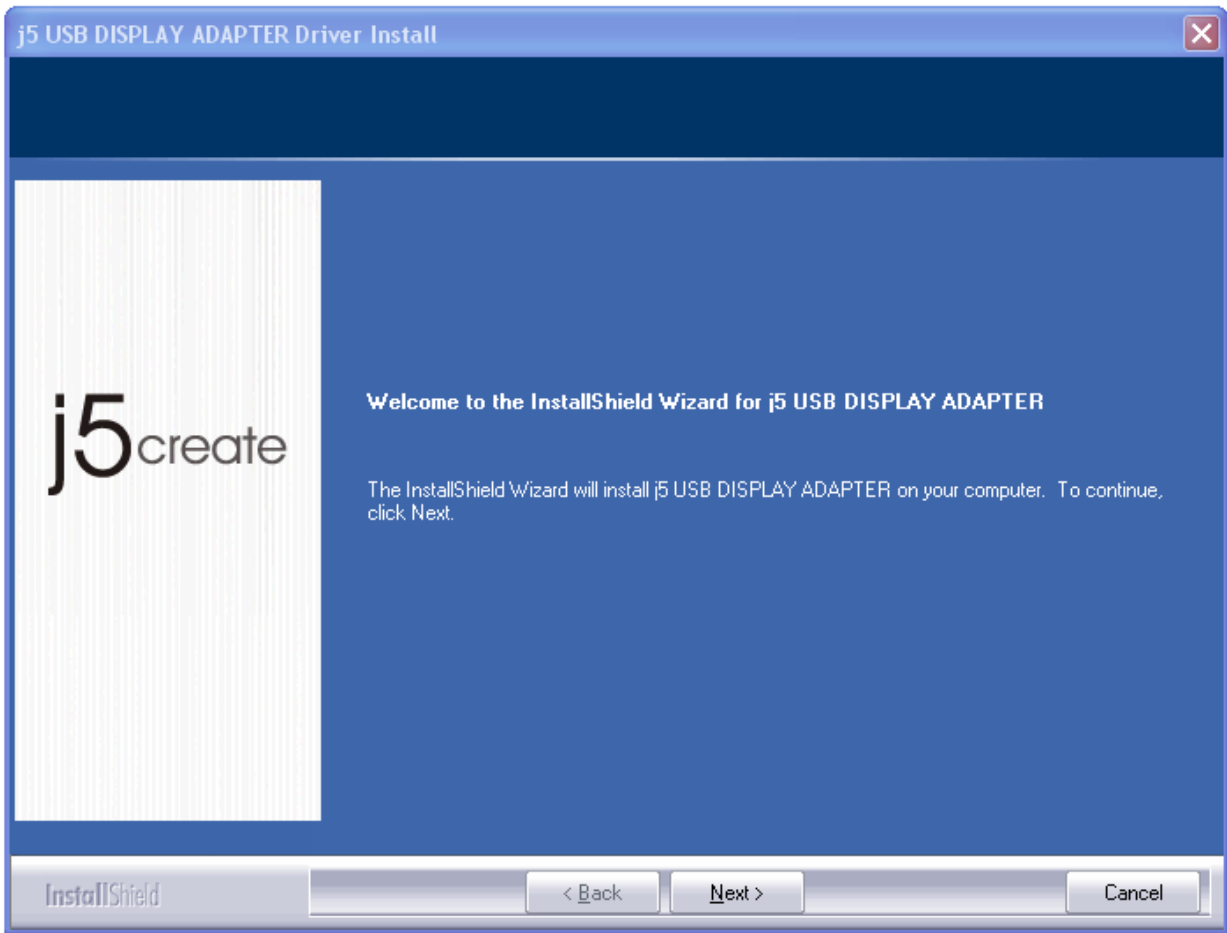 j5 USB DISPLAY ADAPTER Driver Install
j5create
Welcome to the InstallShield Wizard for j5 USB DISPLAY ADAPTER
The InstallShield Wizard will install j5 USB DISPLAY ADAPTER on your computer. To continue,
click Next.
InstallShield
< Back
Next >
Cancel